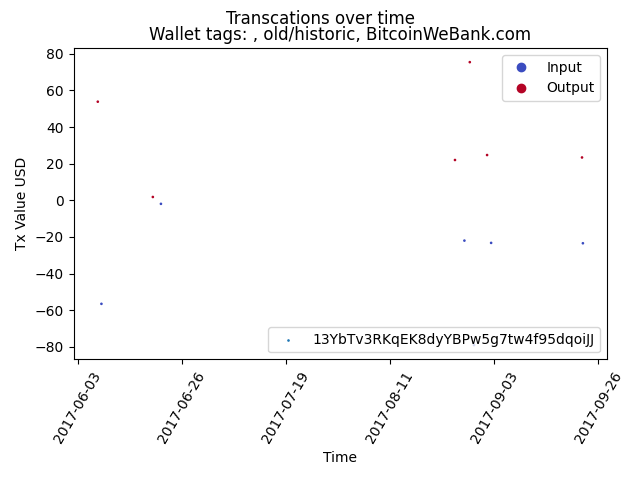 Transcations over time
Wallet tags: , old/historic, BitcoinWeBank.com
80
60
40
20
0
−20
−40
−60
−80
Tx Value USD
Input
Output
13YbTv3RKqEK8dyYBPw5g7tw4f95dqoiJJ
2017-06-03
2017-06-26
2017-07-19
2017-08-11
2017-09-03
2017-09-26
Time